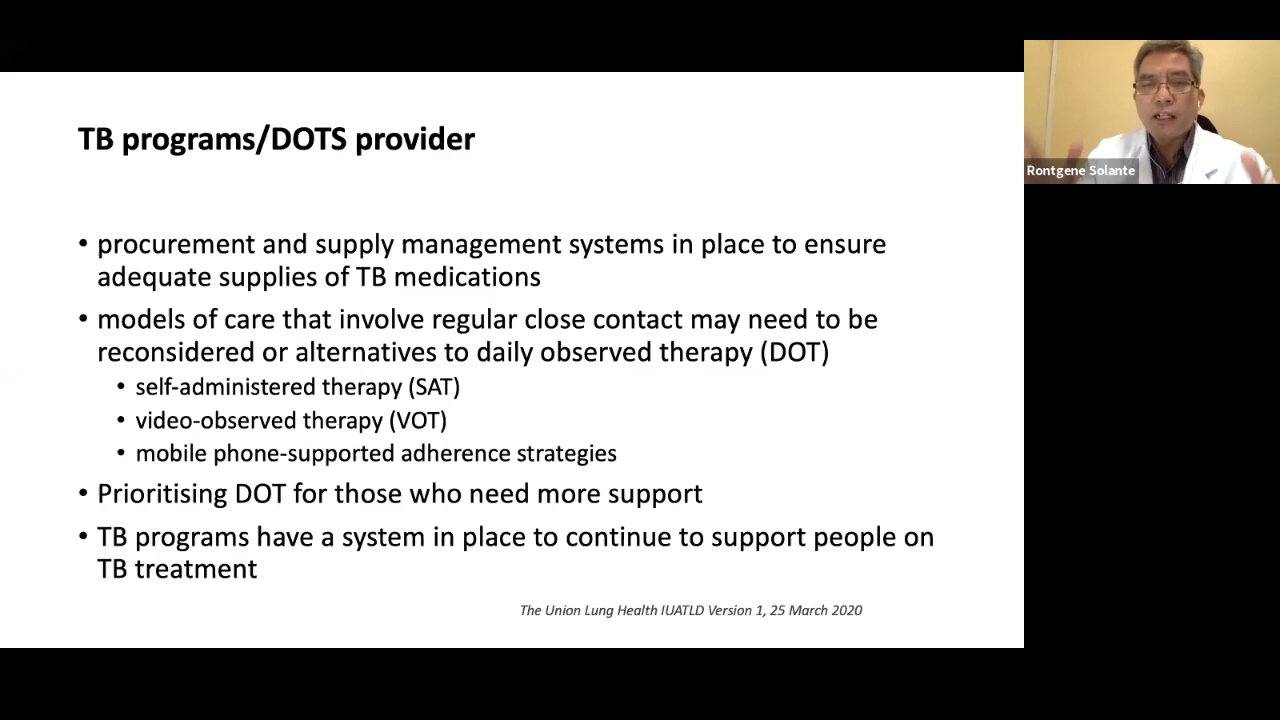 TB programs/DOTS provider
• procurement and supply management systems in place to ensure
adequate supplies of TB medications
• models of care that involve regular close contact may need to be
reconsidered or alternatives to daily observed therapy (DOT)
• self-administered therapy (SAT)
• video-observed therapy (VOT)
• mobile phone-supported adherence strategies
• Prioritising DOT for those who need more support
• TB programs have a system in place to continue to support people on
TB treatment
The Union Lung Health IUATLD Version 1, 25 March 2020
Rontgene Solante